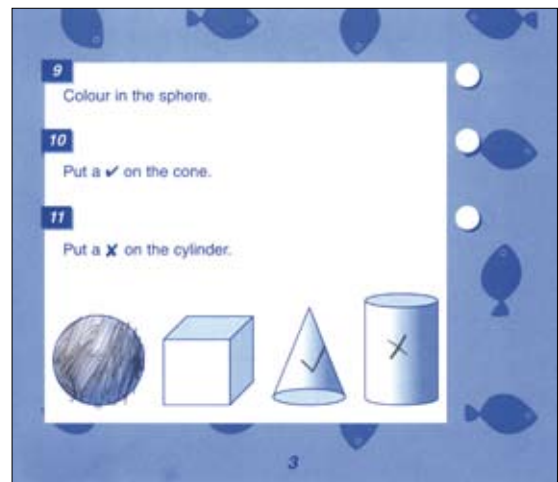 9
Colour in the sphere.
10
Put a ✔ on the cone.
11
Put a ✘ on the cylinder.
3